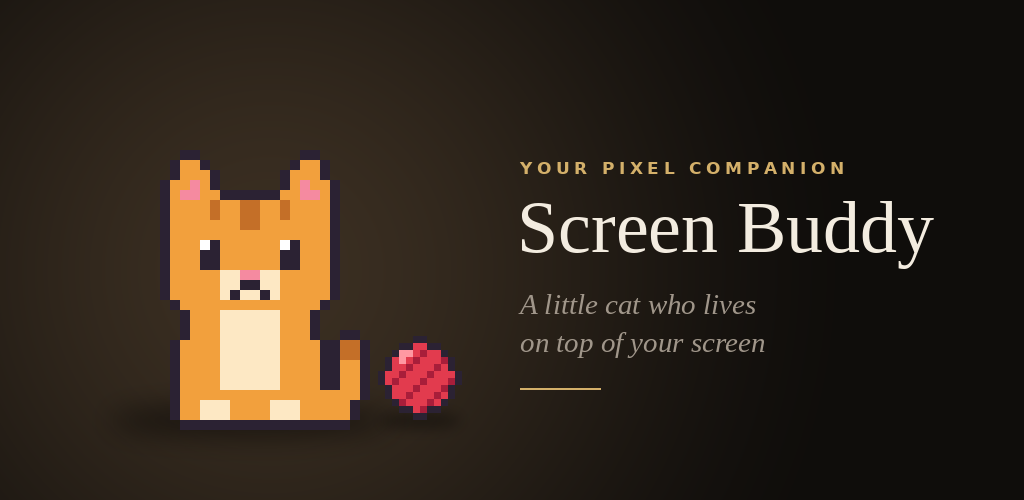 YOUR PIXEL COMPANION
Screen Buddy
A little cat who lives
on top of your screen